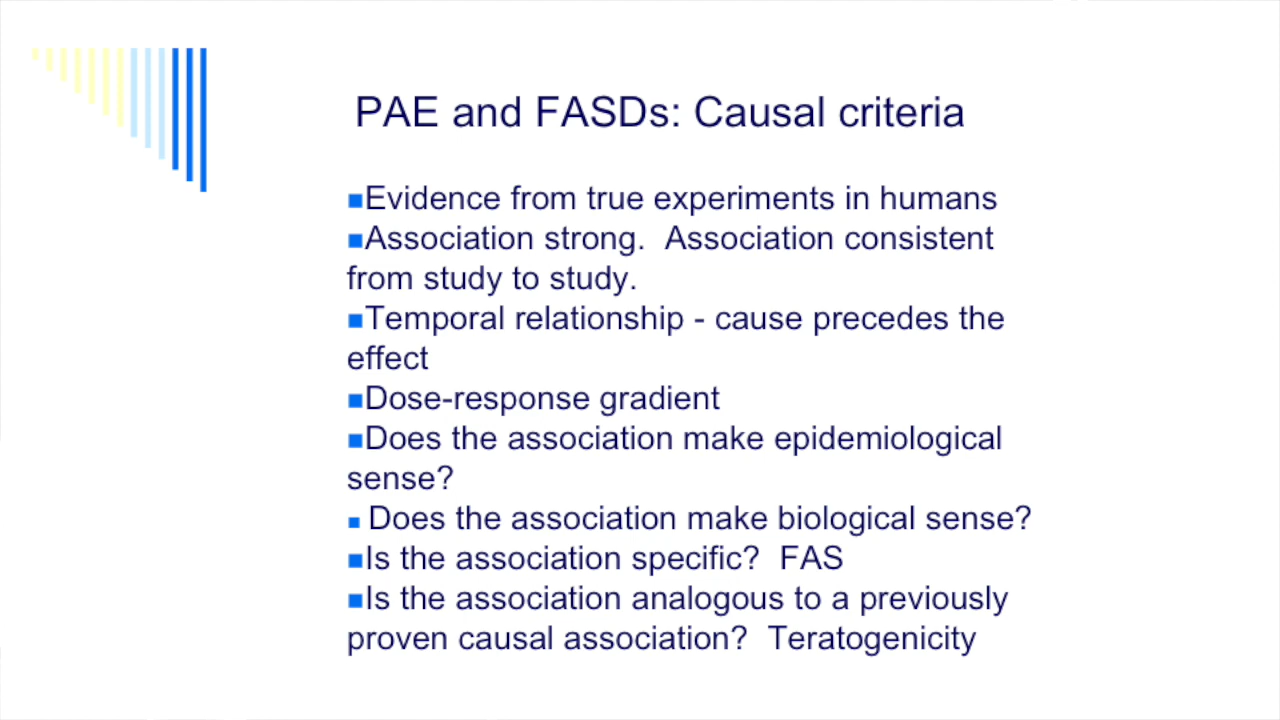 PAE and FASDs: Causal criteria
■Evidence from true experiments in humans
■Association strong.  Association consistent
from study to study.
■Temporal relationship - cause precedes the
effect
■Dose-response gradient
■Does the association make epidemiological
sense?
■ Does the association make biological sense?
■Is the association specific?  FAS
■Is the association analogous to a previously
proven causal association?  Teratogenicity